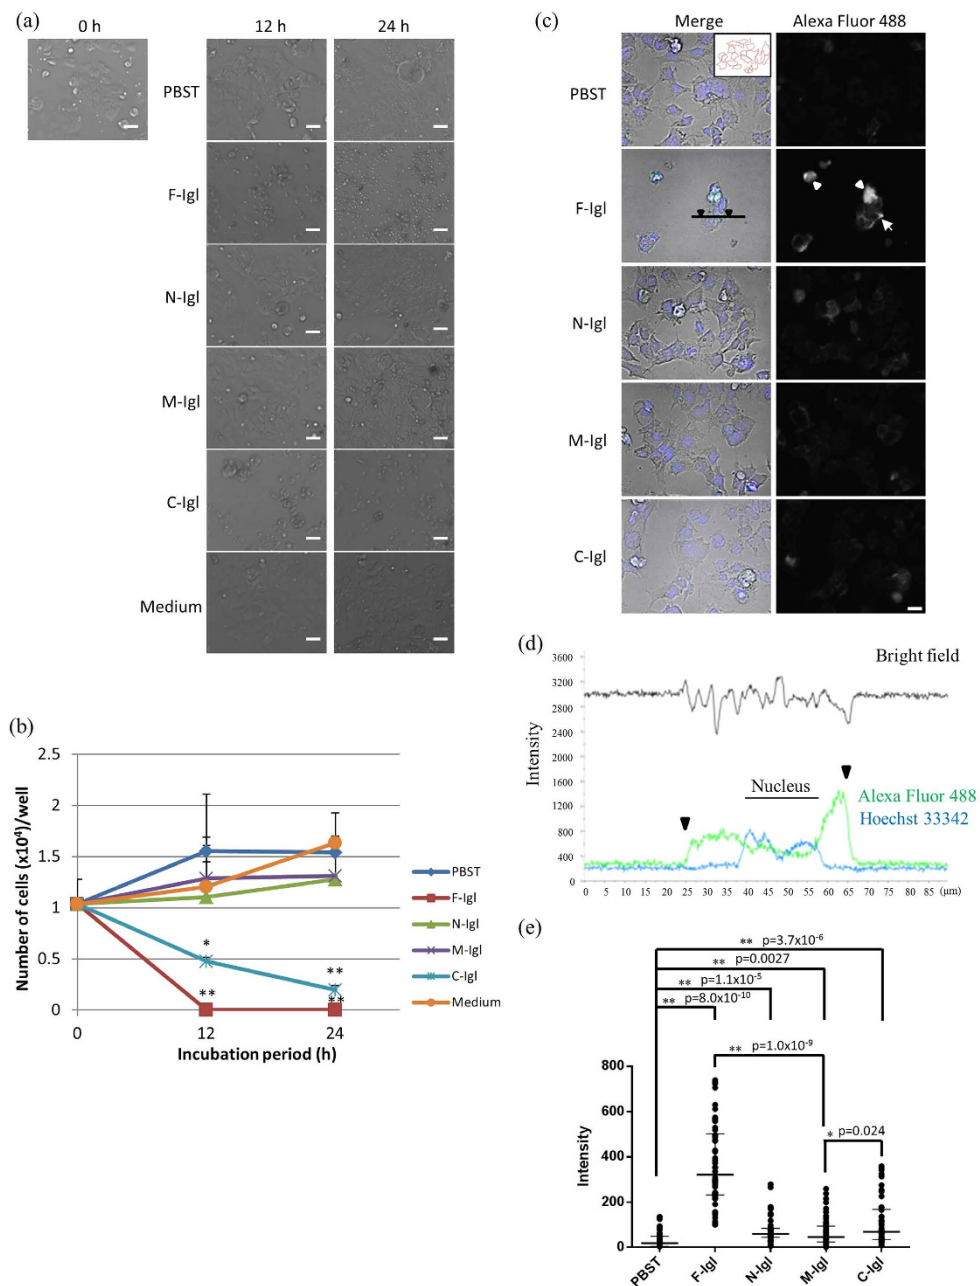 (a)
0 h
12 h
24 h
PBST
F-Igl
N-Igl
M-Igl
C-Igl
Medium
(b)
Number of cells (x10⁴)/well
2.5
2
1.5
1
0.5
0
*
**
**
**
0
12
24
Incubation period (h)
PBST
F-Igl
N-Igl
M-Igl
C-Igl
Medium
(c)
Merge
Alexa Fluor 488
PBST
F-Igl
N-Igl
M-Igl
C-Igl
(d)
Bright field
Intensity
3600
3200
2800
2400
1800
1400
1200
800
400
0
Nucleus
Alexa Fluor 488
Hoechst 33342
0 5 10 15 20 25 30 35 40 45 50 55 60 65 70 75 80 85 (μm)
(e)
** p=3.7x10⁻⁶
** p=0.0027
** p=1.1x10⁻⁵
** p=8.0x10⁻¹⁰
** p=1.0x10⁻⁹
* p=0.024
Intensity
800
600
400
200
0
PBST
F-Igl
N-Igl
M-Igl
C-Igl